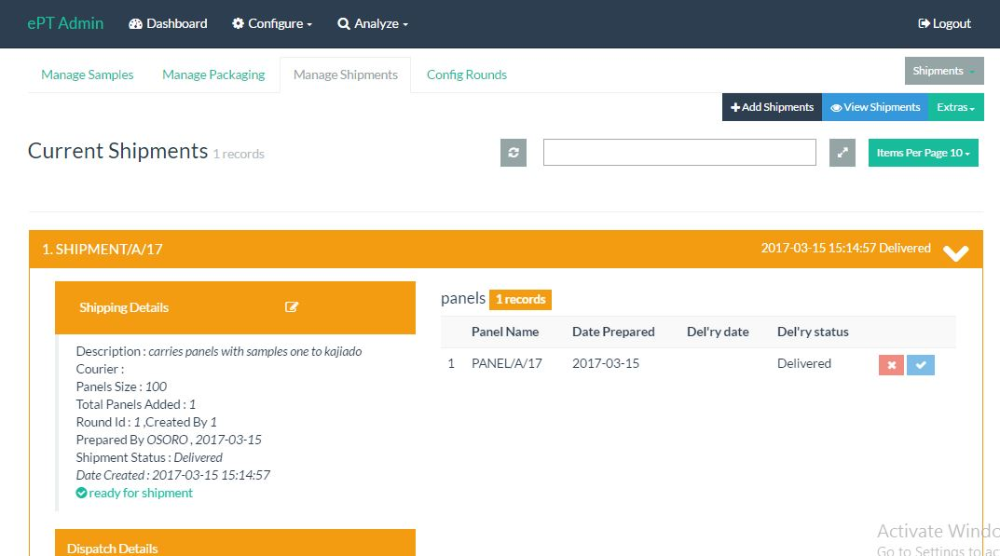 ePT Admin Dashboard Configure Analyze Logout
Manage Samples Manage Packaging Manage Shipments Config Rounds Shipments
Add Shipments View Shipments Extras
Current Shipments 1 records Items Per Page 10
1. SHIPMENT/A/17 2017-03-15 15:14:57 Delivered
Shipping Details
Description : carries panels with samples one to kajiado
Courier :
Panels Size : 100
Total Panels Added : 1
Round Id : 1 ,Created By 1
Prepared By OSORO , 2017-03-15
Shipment Status : Delivered
Date Created : 2017-03-15 15:14:57
ready for shipment
Dispatch Details
panels 1 records
Panel Name Date Prepared Del'ry date Del'ry status
1 PANEL/A/17 2017-03-15 Delivered
Activate Windo
Go to Settings to ac